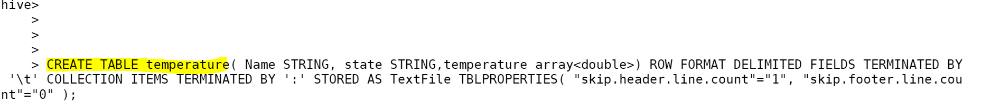 hive>
>
>
>
> CREATE TABLE temperature( Name STRING, state STRING,temperature array<double>) ROW FORMAT DELIMITED FIELDS TERMINATED BY
'\t' COLLECTION ITEMS TERMINATED BY ':' STORED AS TextFile TBLPROPERTIES( "skip.header.line.count"="1", "skip.footer.line.cou
nt"="0" );